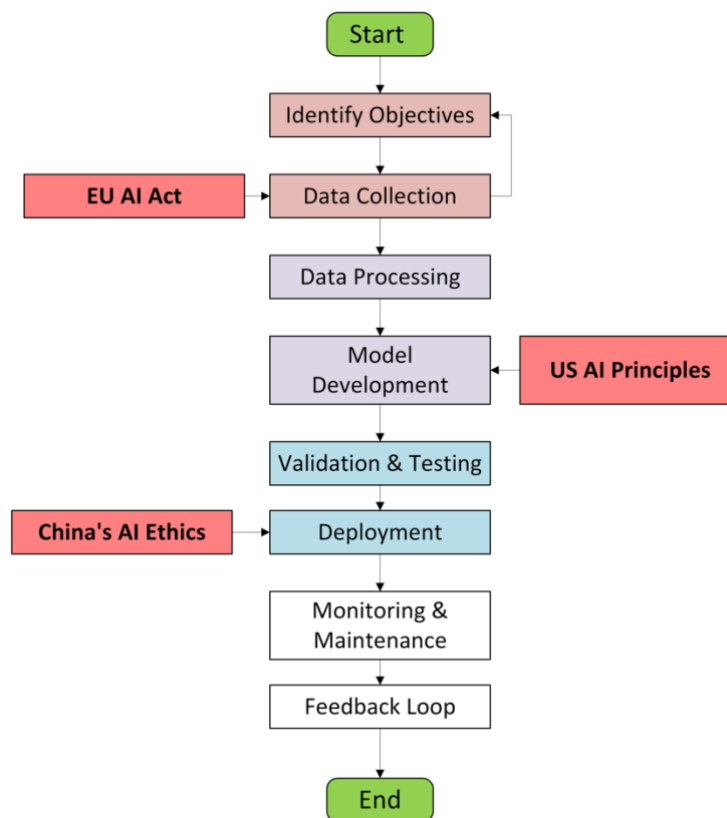 Start
Identify Objectives
EU AI Act
Data Collection
Data Processing
Model
Development
US AI Principles
Validation & Testing
China's AI Ethics
Deployment
Monitoring &
Maintenance
Feedback Loop
End